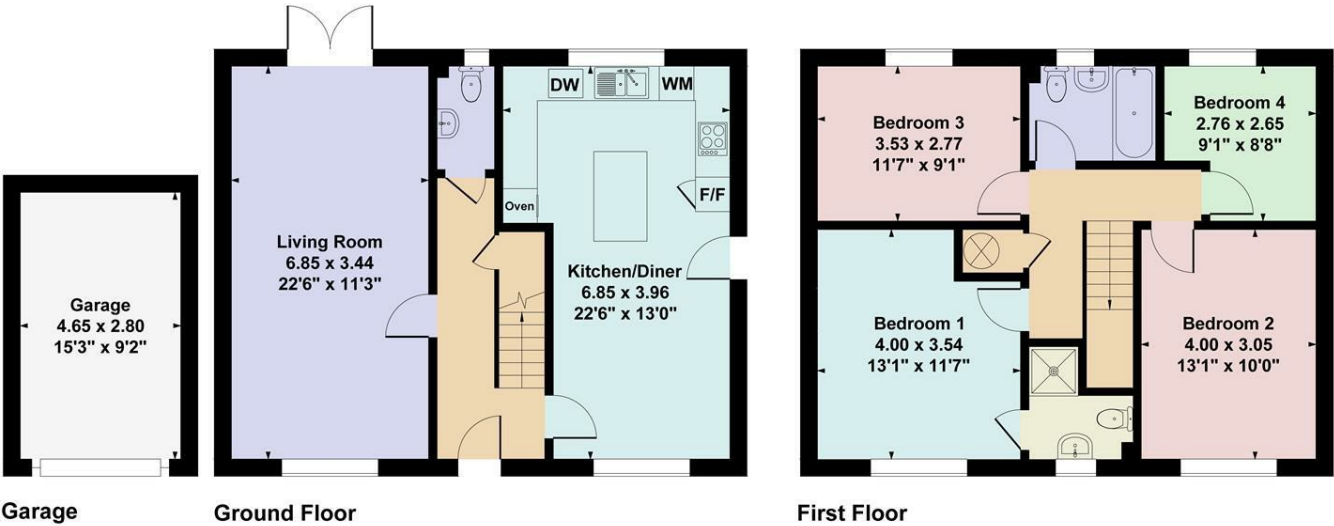 Garage
4.65 x 2.80
15'3" x 9'2"
Garage
Living Room
6.85 x 3.44
22'6" x 11'3"
DW
WM
F/F
Oven
Kitchen/Diner
6.85 x 3.96
22'6" x 13'0"
Ground Floor
Bedroom 3
3.53 x 2.77
11'7" x 9'1"
Bedroom 4
2.76 x 2.65
9'1" x 8'8"
Bedroom 1
4.00 x 3.54
13'1" x 11'7"
Bedroom 2
4.00 x 3.05
13'1" x 10'0"
First Floor